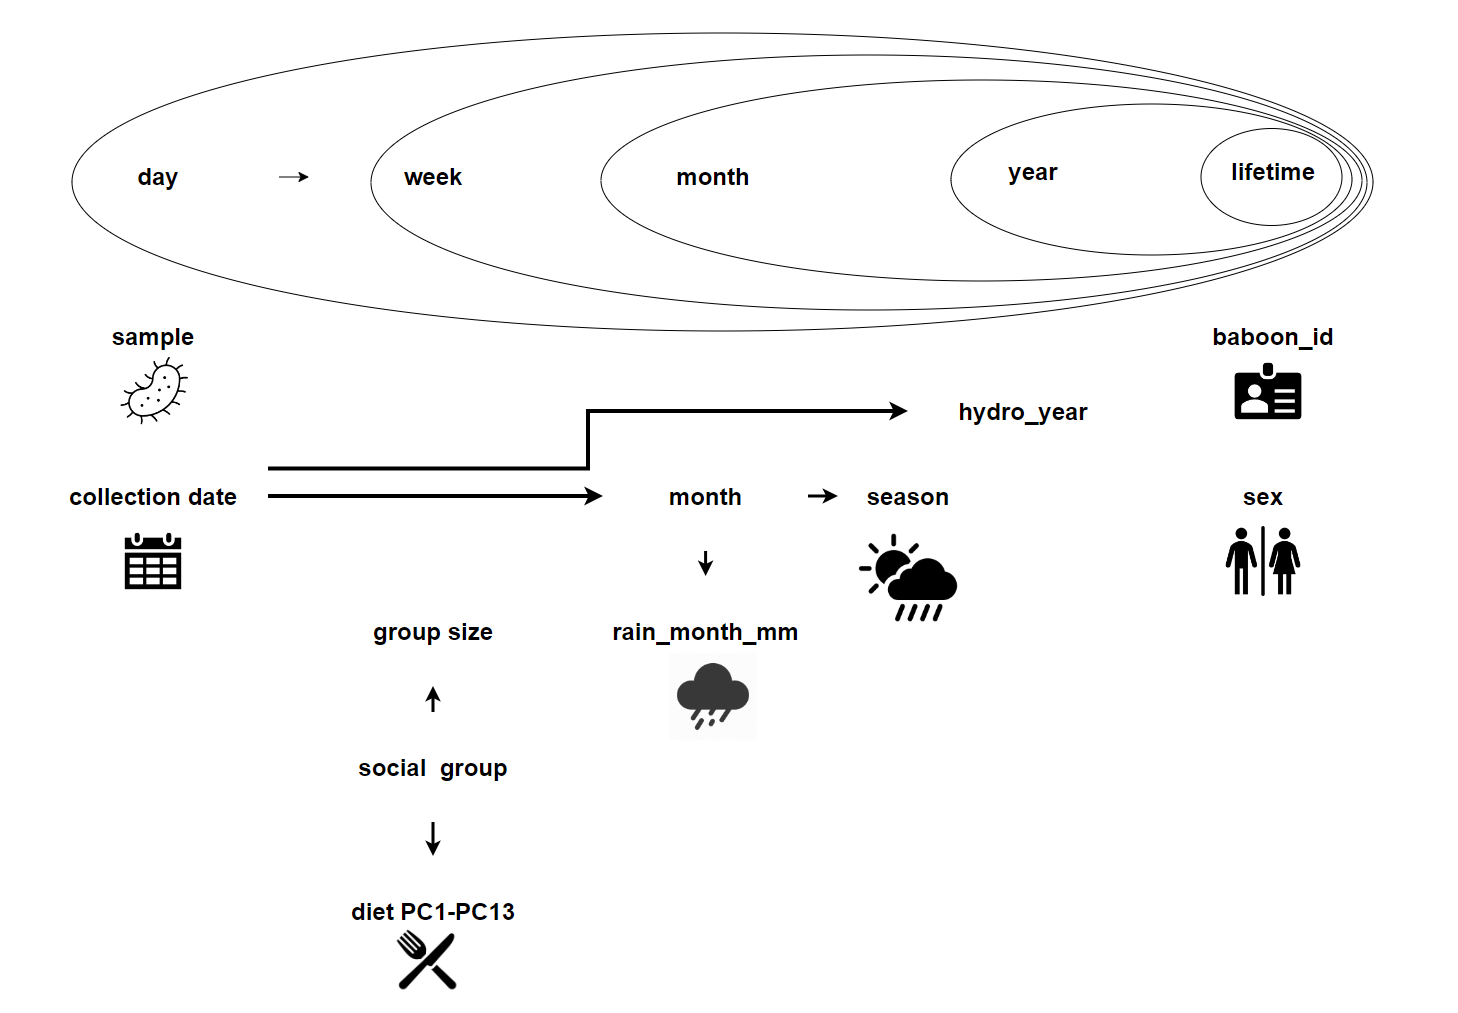 day
week
month
year
lifetime
sample
baboon_id
hydro_year
collection date
month
season
sex
group size
rain_month_mm
social group
diet PC1-PC13